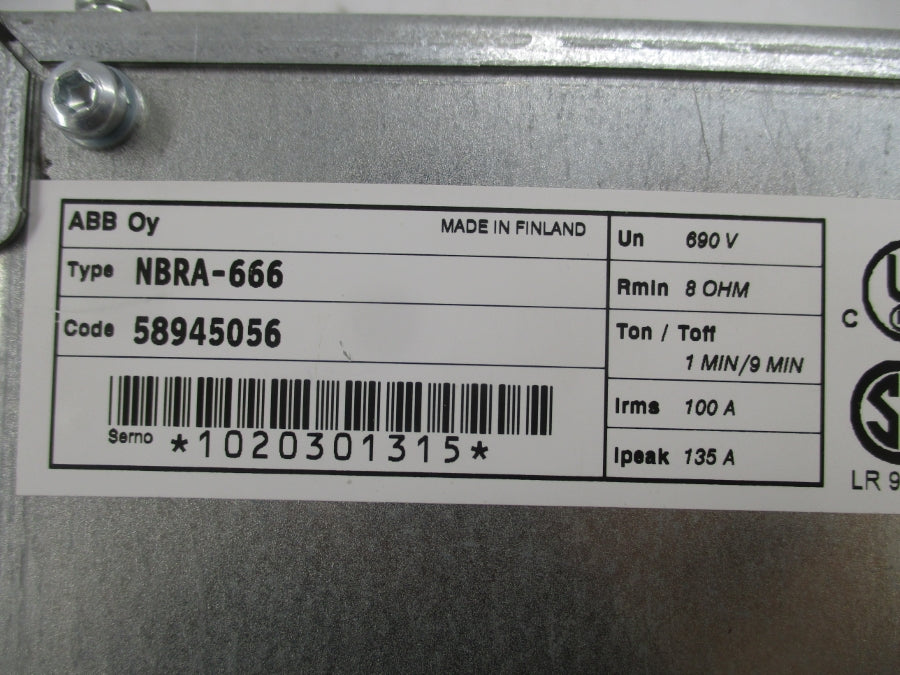 ABB Oy MADE IN FINLAND
Type NBRA-666
Code 58945056
Serno *1020301315*
Un 690 V
Rmin 8 OHM
Ton / Toff
1 MIN/9 MIN
Irms 100 A
Ipeak 135 A
C
LR 9